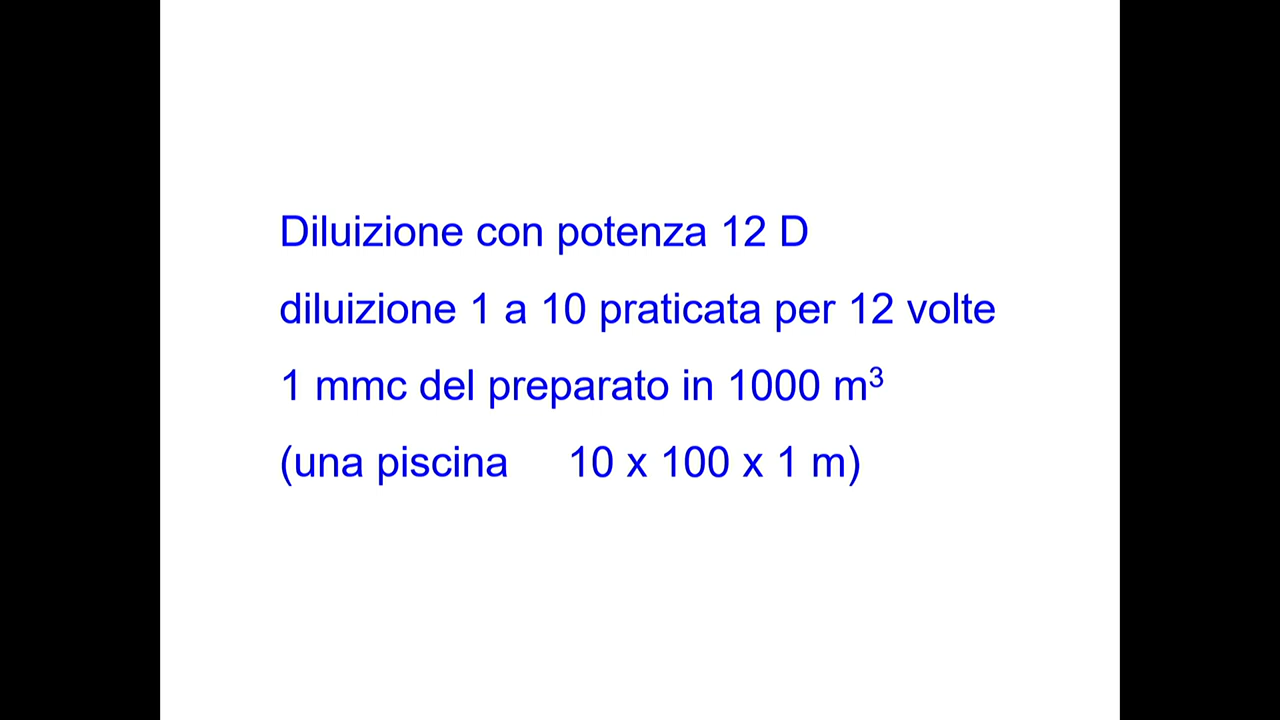 Diluizione con potenza 12 D
diluizione 1 a 10 praticata per 12 volte
1 mmc del preparato in 1000 m³
(una piscina 10 x 100 x 1 m)